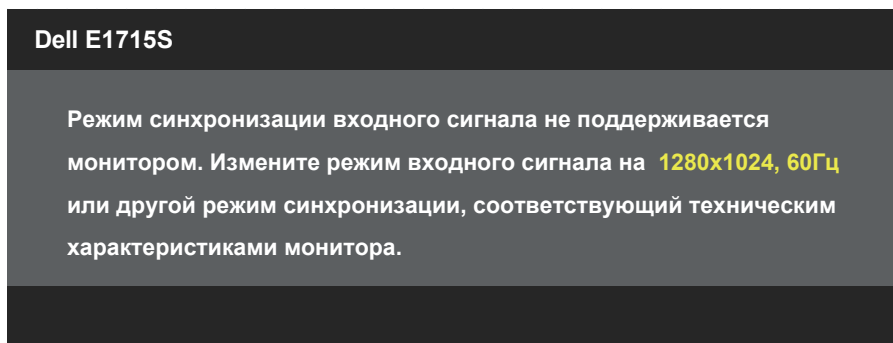 Dell E1715S
Режим синхронизации входного сигнала не поддерживается
монитором. Измените режим входного сигнала на 1280x1024, 60Гц
или другой режим синхронизации, соответствующий техническим
характеристиками монитора.